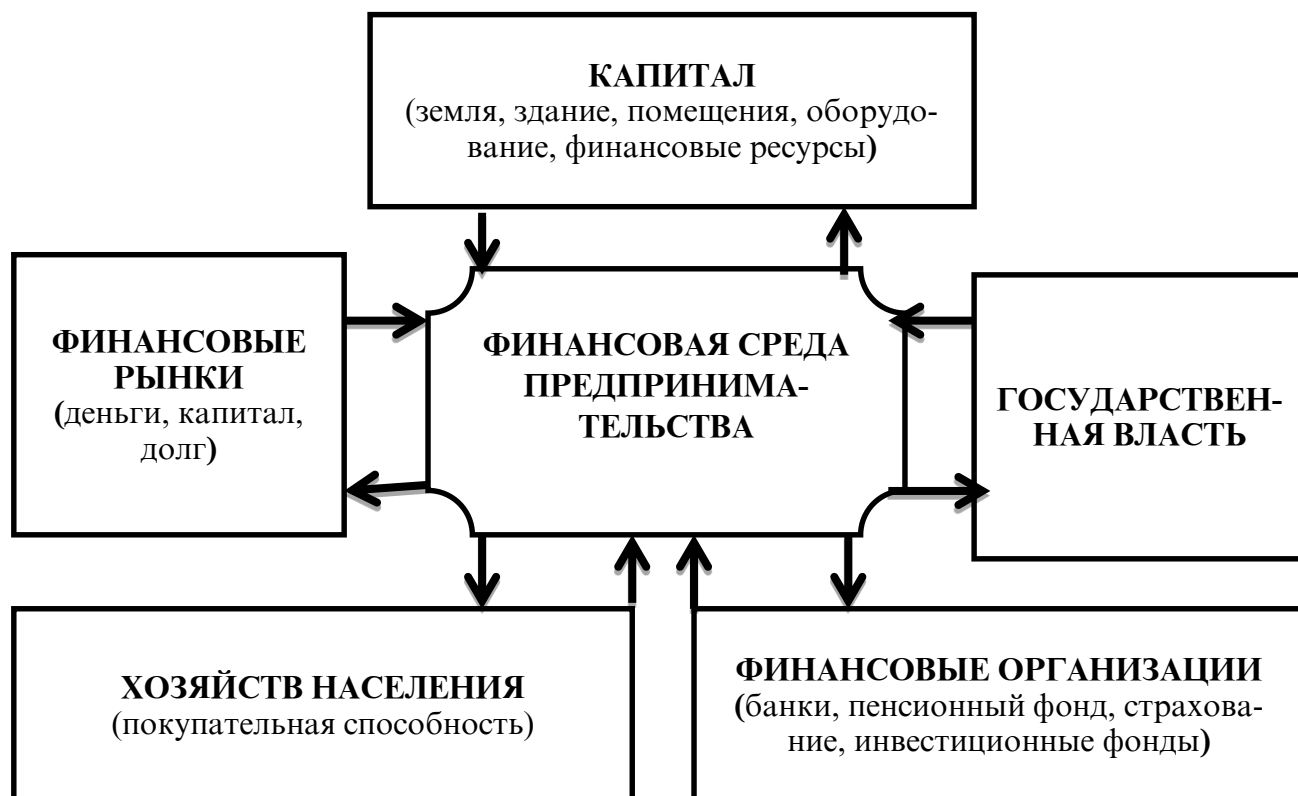 КАПИТАЛ
(земля, здание, помещения, оборудо-
вание, финансовые ресурсы)
ФИНАНСОВЫЕ
РЫНКИ
(деньги, капитал,
долг)
ФИНАНСОВАЯ СРЕДА
ПРЕДПРИНИМА-
ТЕЛЬСТВА
ГОСУДАРСТВЕН-
НАЯ ВЛАСТЬ
ХОЗЯЙСТВ НАСЕЛЕНИЯ
(покупательная способность)
ФИНАНСОВЫЕ ОРГАНИЗАЦИИ
(банки, пенсионный фонд, страхова-
ние, инвестиционные фонды)